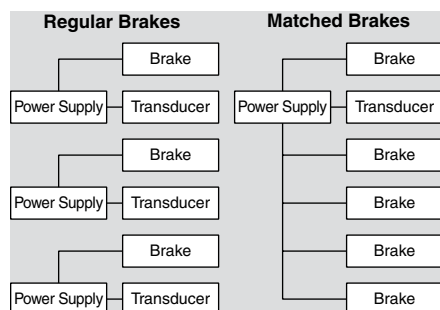 Regular Brakes
Brake
Power Supply
Transducer
Brake
Power Supply
Transducer
Brake
Power Supply
Transducer
Matched Brakes
Brake
Power Supply
Transducer
Brake
Brake
Brake
Brake